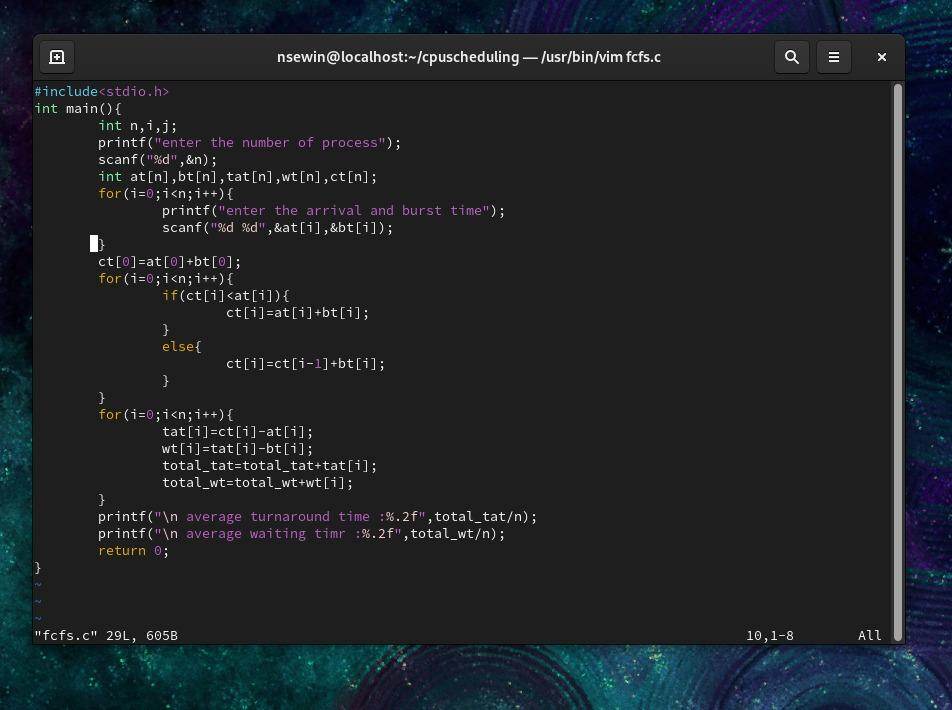 nsewin@localhost:~/cpuscheduling — /usr/bin/vim fcfs.c
#include<stdio.h>
int main(){
        int n,i,j;
        printf("enter the number of process");
        scanf("%d",&n);
        int at[n],bt[n],tat[n],wt[n],ct[n];
        for(i=0;i<n;i++){
                printf("enter the arrival and burst time");
                scanf("%d %d",&at[i],&bt[i]);
        }
        ct[0]=at[0]+bt[0];
        for(i=0;i<n;i++){
                if(ct[i]<at[i]){
                        ct[i]=at[i]+bt[i];
                }
                else{
                        ct[i]=ct[i-1]+bt[i];
                }
        }
        for(i=0;i<n;i++){
                tat[i]=ct[i]-at[i];
                wt[i]=tat[i]-bt[i];
                total_tat=total_tat+tat[i];
                total_wt=total_wt+wt[i];
        }
        printf("\n average turnaround time :%.2f",total_tat/n);
        printf("\n average waiting timr :%.2f",total_wt/n);
        return 0;
}
~
~
~
"fcfs.c" 29L, 605B 10,1-8 All